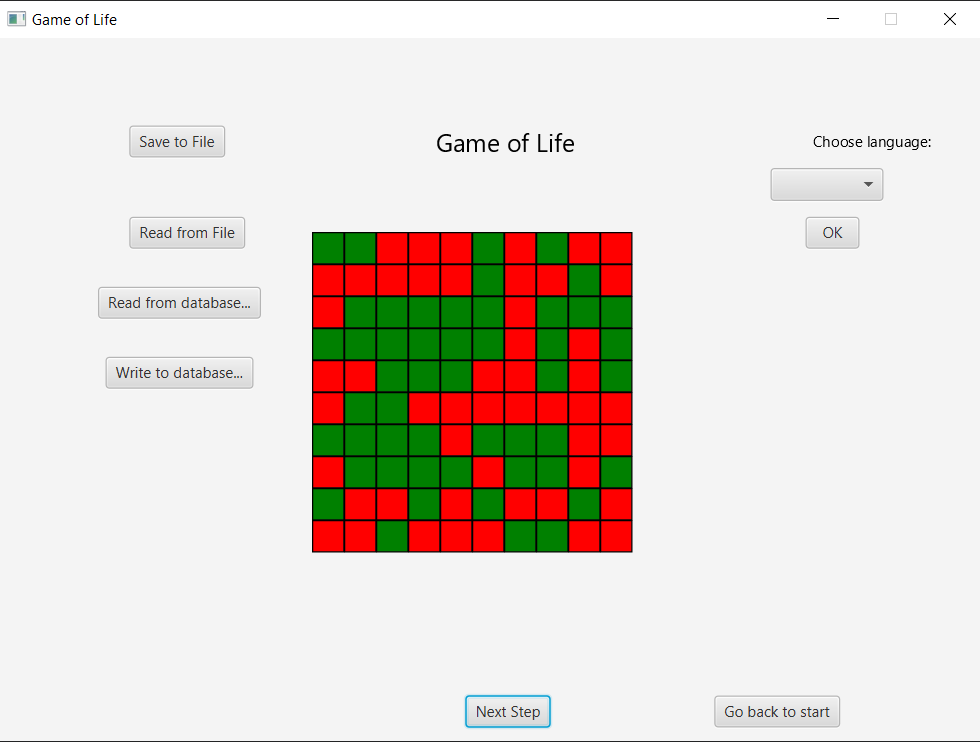 Game of Life
Save to File
Game of Life
Choose language:
Read from File
OK
Read from database...
Write to database...
Next Step
Go back to start